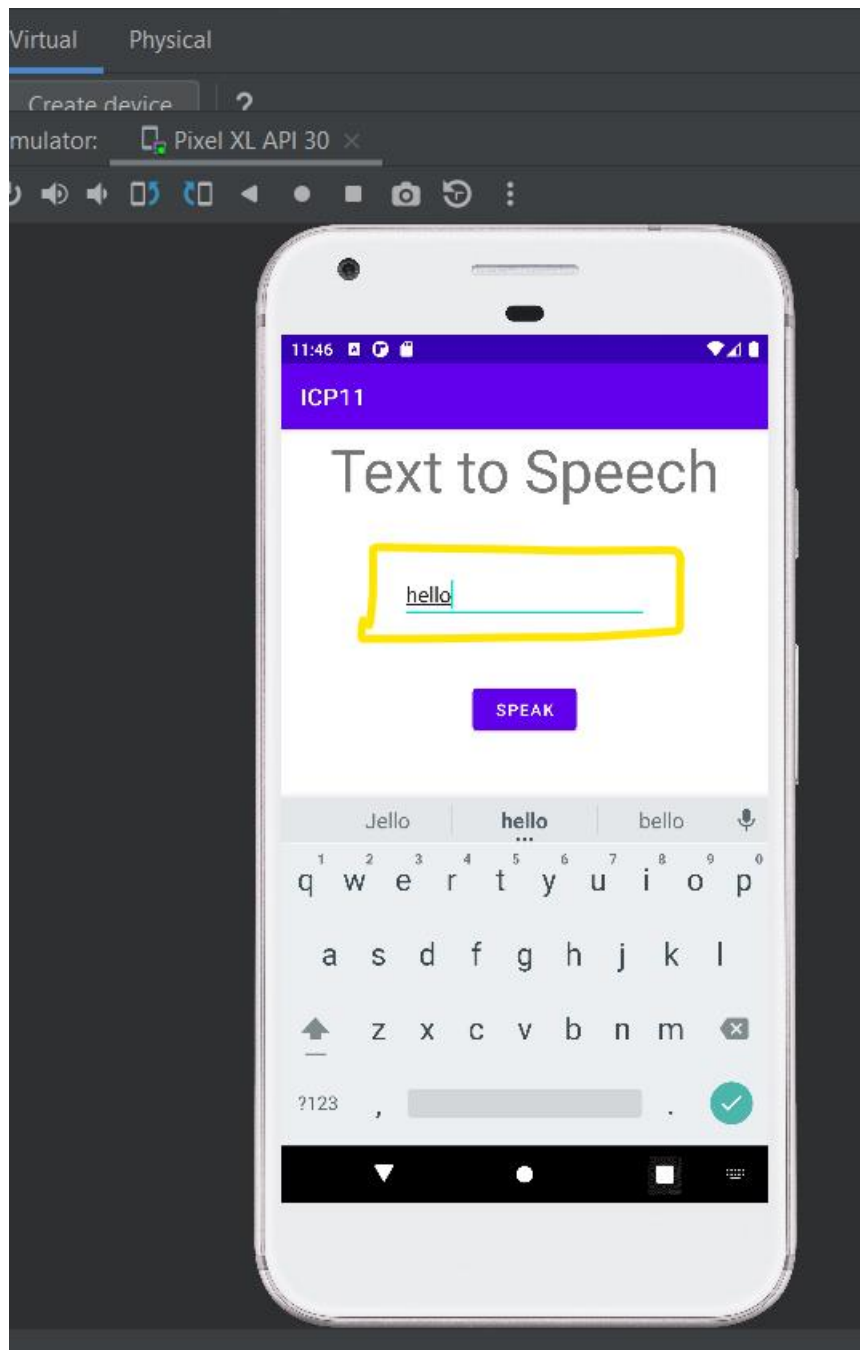 Virtual Physical
Create device ?
mulator: Pixel XL API 30
11:46
ICP11
Text to Speech
hello
SPEAK
Jello hello bello
1 2 3 4 5 6 7 8 9 0
q w e r t y u i o p
a s d f g h j k l
z x c v b n m
?123 , .